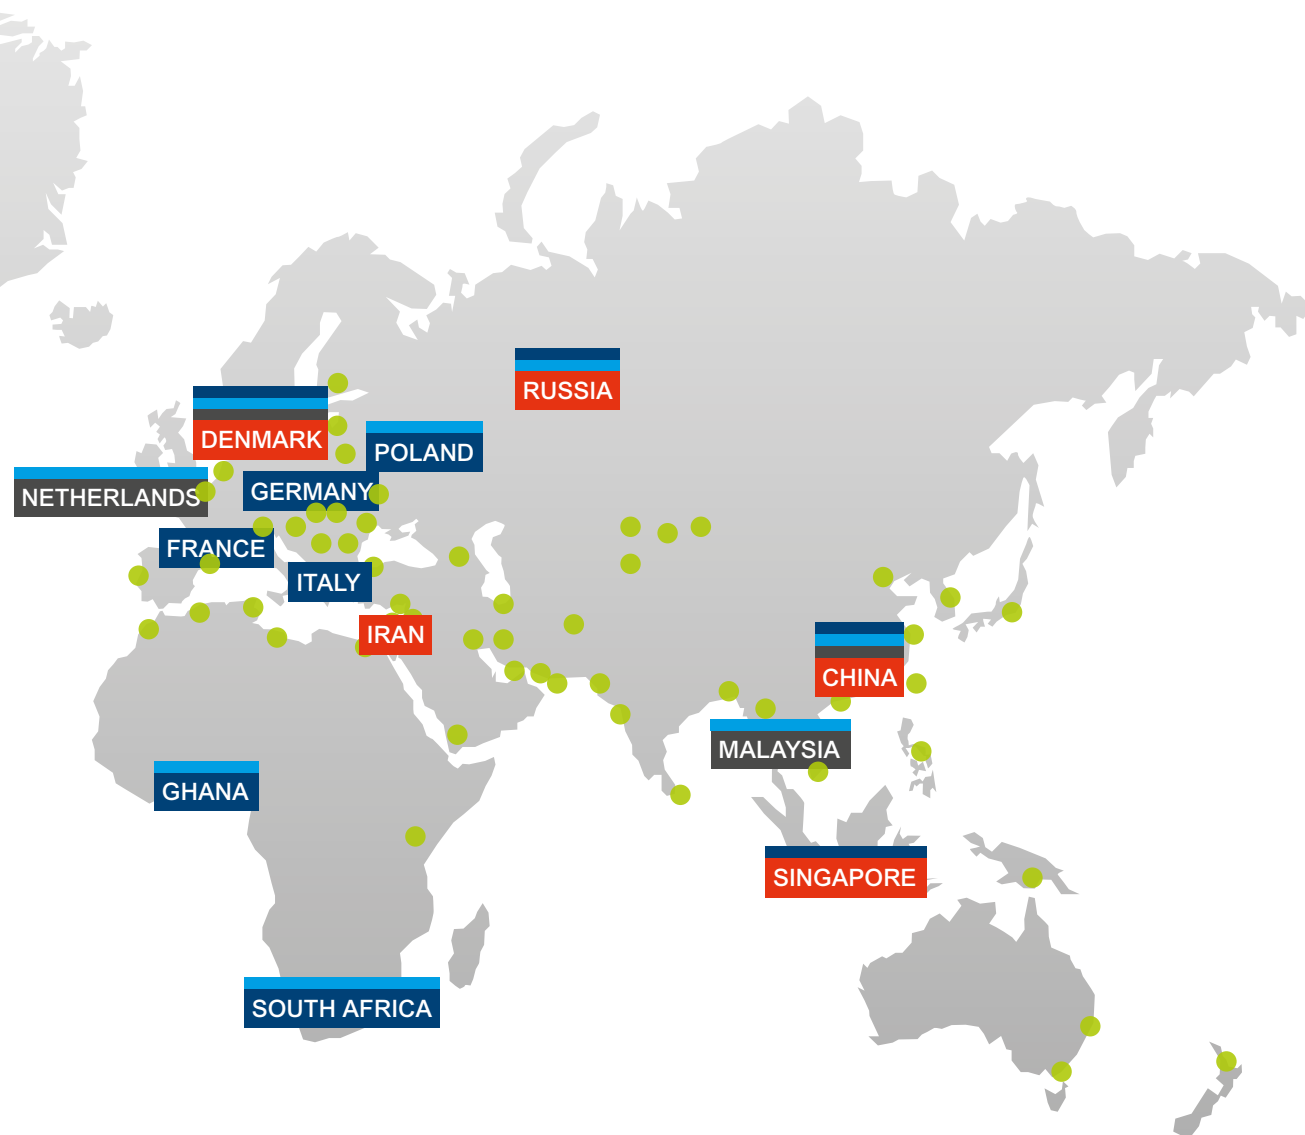 RUSSIA
DENMARK
POLAND
NETHERLANDS
GERMANY
FRANCE
ITALY
IRAN
CHINA
MALAYSIA
GHANA
SINGAPORE
SOUTH AFRICA